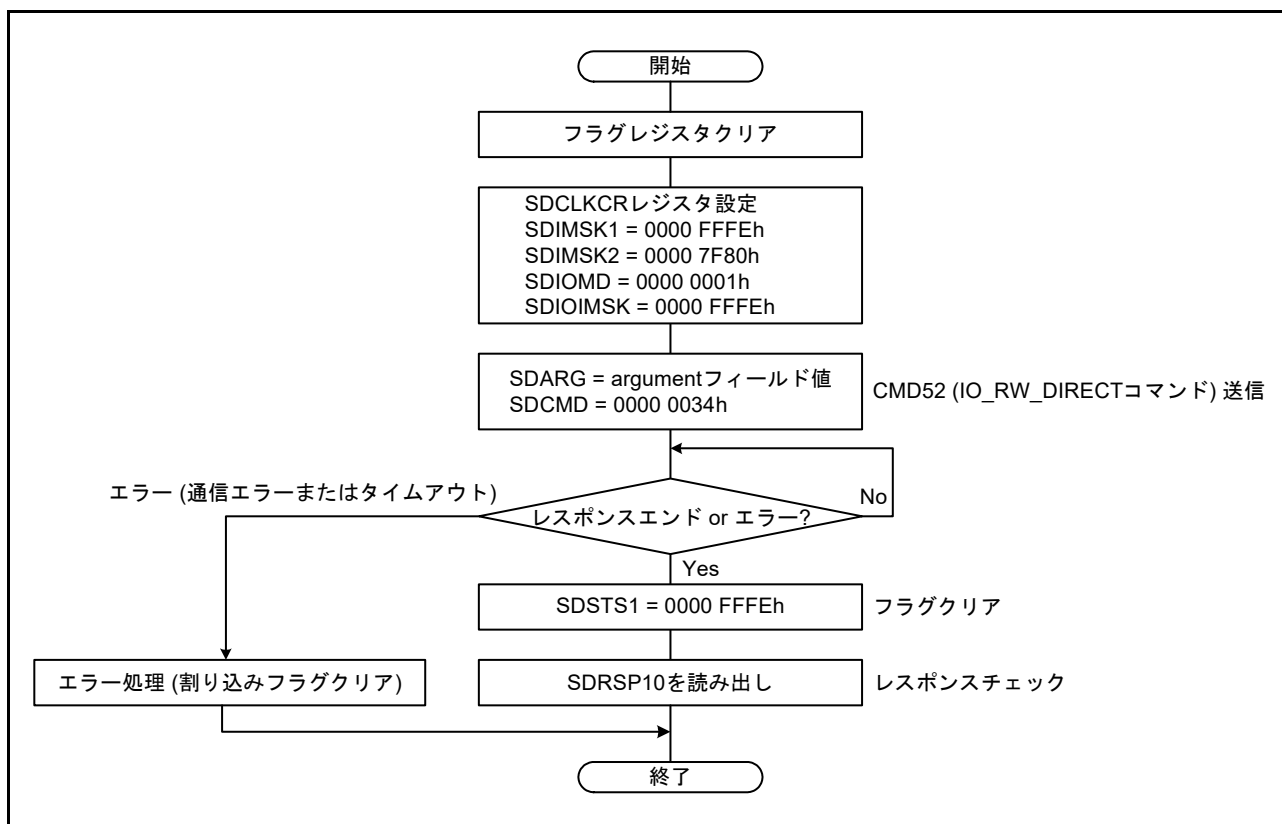 開始
フラグレジスタクリア
SDCLKCRレジスタ設定
SDIMSK1 = 0000 FFFEh
SDIMSK2 = 0000 7F80h
SDIOMD = 0000 0001h
SDIOIMSK = 0000 FFFEh
SDARG = argumentフィールド値
SDCMD = 0000 0034h
CMD52 (IO_RW_DIRECTコマンド) 送信
エラー (通信エラーまたはタイムアウト)
No
レスポンスエンド or エラー?
Yes
SDSTS1 = 0000 FFFEh
フラグクリア
エラー処理 (割り込みフラグクリア)
SDRSP10を読み出し
レスポンスチェック
終了